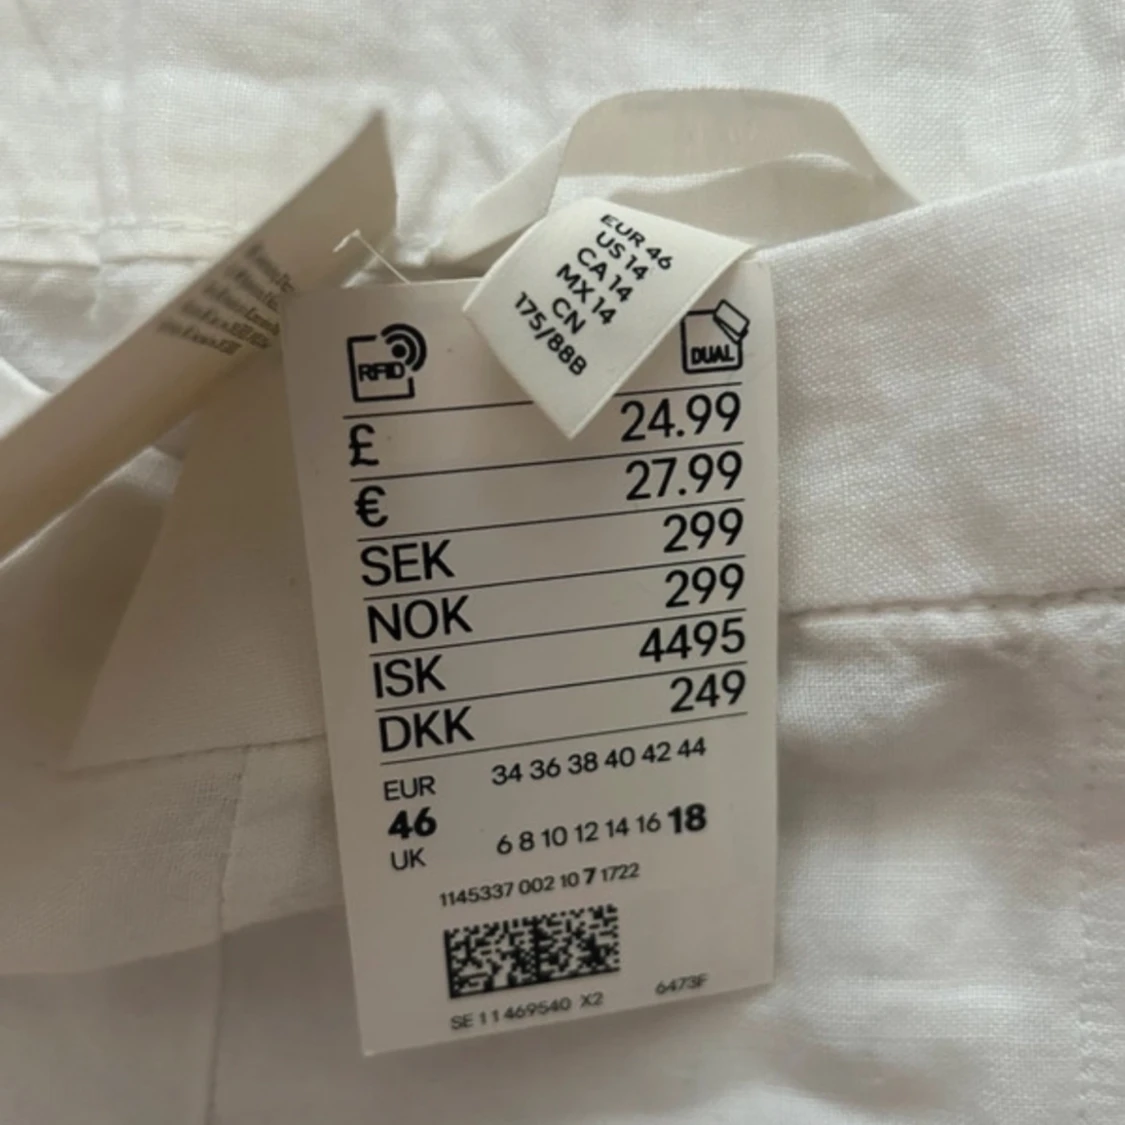 EUR 46
US 14
CA 14
MX 14
CN
175/88B
RFID
DUAL
£ 24.99
€ 27.99
SEK 299
NOK 299
ISK 4495
DKK 249
EUR 34 36 38 40 42 44
46
UK 6 8 10 12 14 16 18
1145337 002 10 7 1722
SE 11469540 X2 6473F